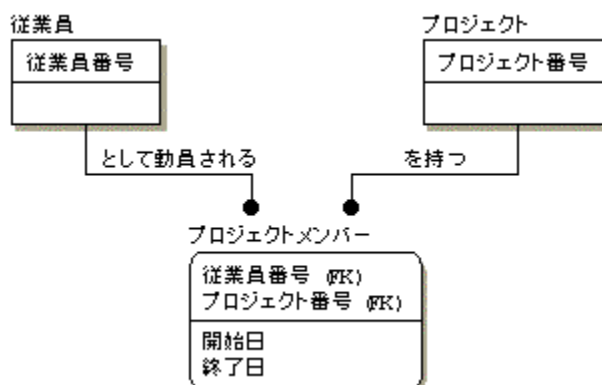 従業員
プロジェクト
従業員番号
プロジェクト番号
として動員される
を持つ
プロジェクトメンバー
従業員番号 (FK)
プロジェクト番号 (FK)
開始日
終了日